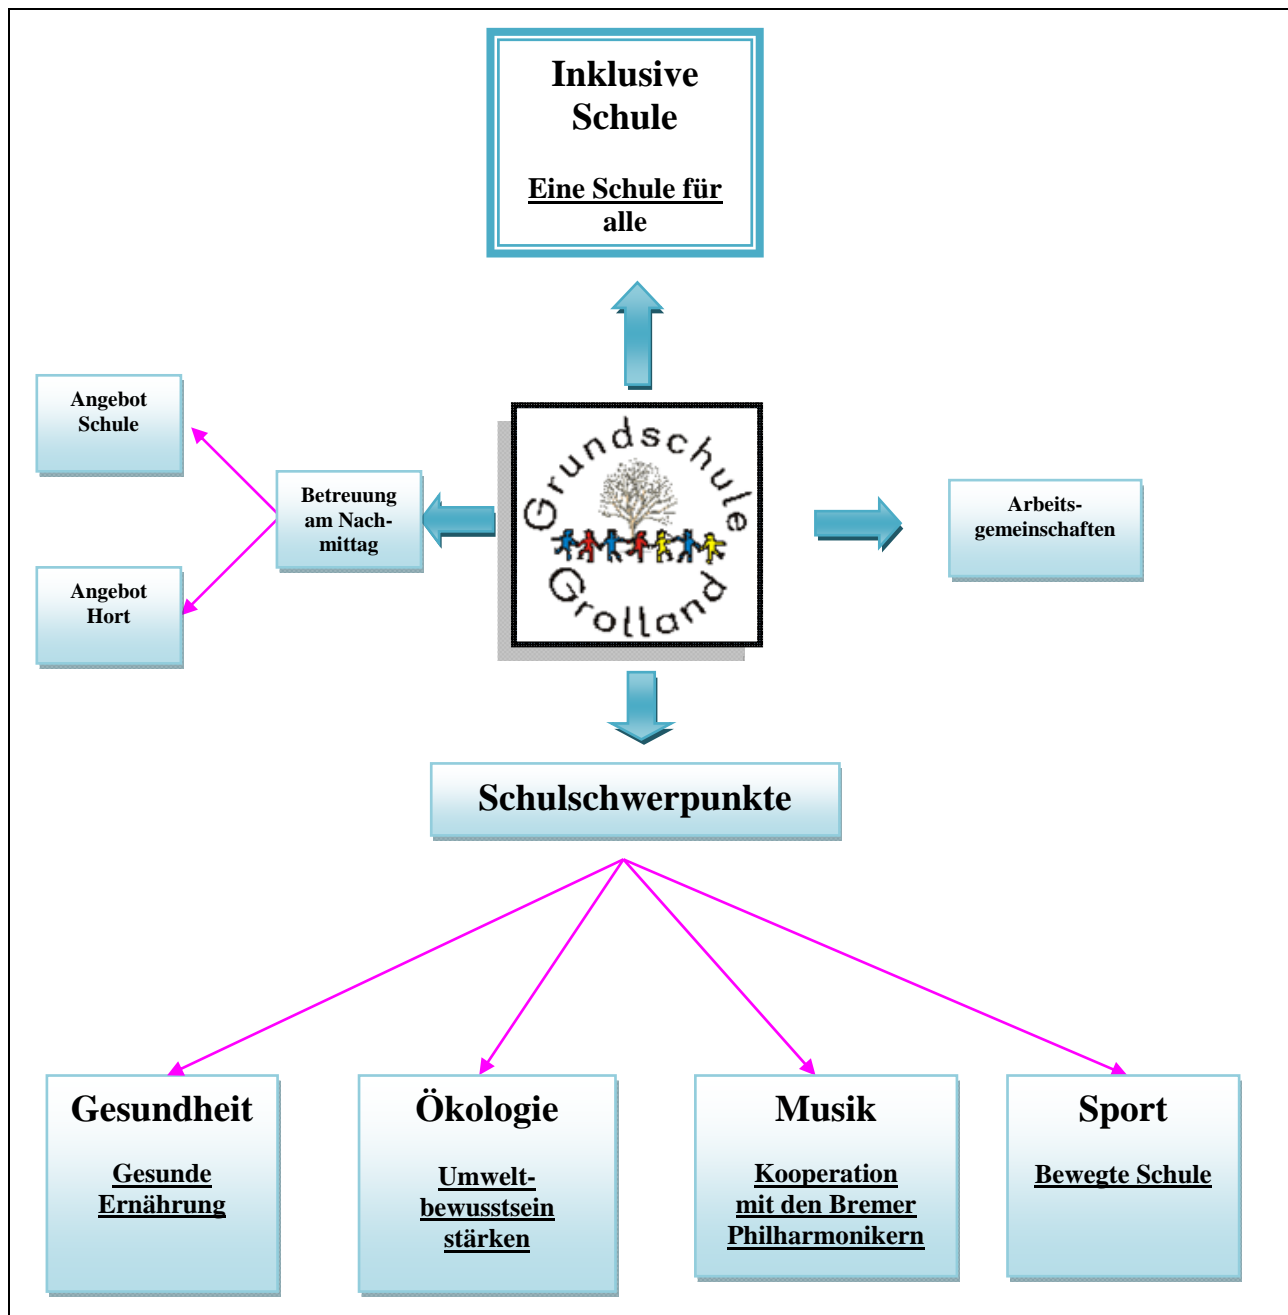 Inklusive
Schule
Eine Schule für
alle
Angebot
Schule
Betreuung
am Nach-
mittag
Angebot
Hort
Grundschule
Grolland
Arbeits-
gemeinschaften
Schulschwerpunkte
Gesundheit
Gesunde
Ernährung
Ökologie
Umwelt-
bewusstsein
stärken
Musik
Kooperation
mit den Bremer
Philharmonikern
Sport
Bewegte Schule